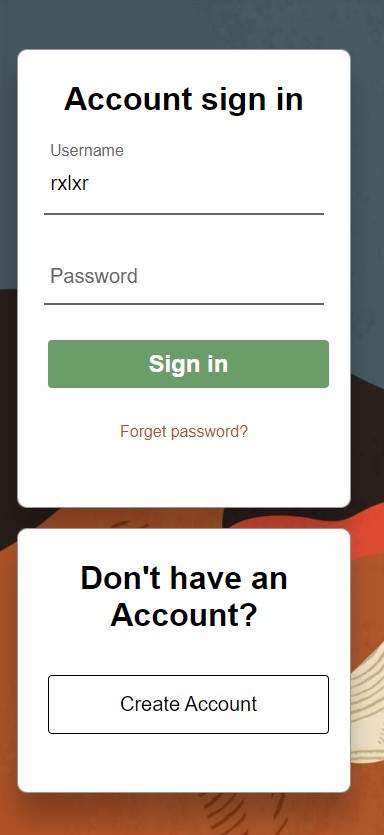 Account sign in
Username
rxlxr
Password
Sign in
Forget password?
Don't have an
Account?
Create Account